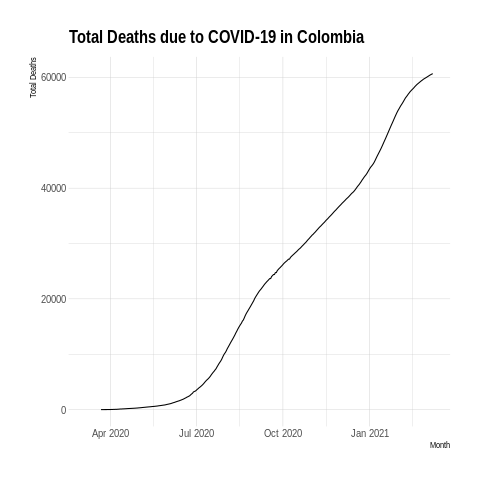 Total Deaths due to COVID-19 in Colombia
Total Deaths
60000
40000
20000
0
Apr 2020 Jul 2020 Oct 2020 Jan 2021
Month